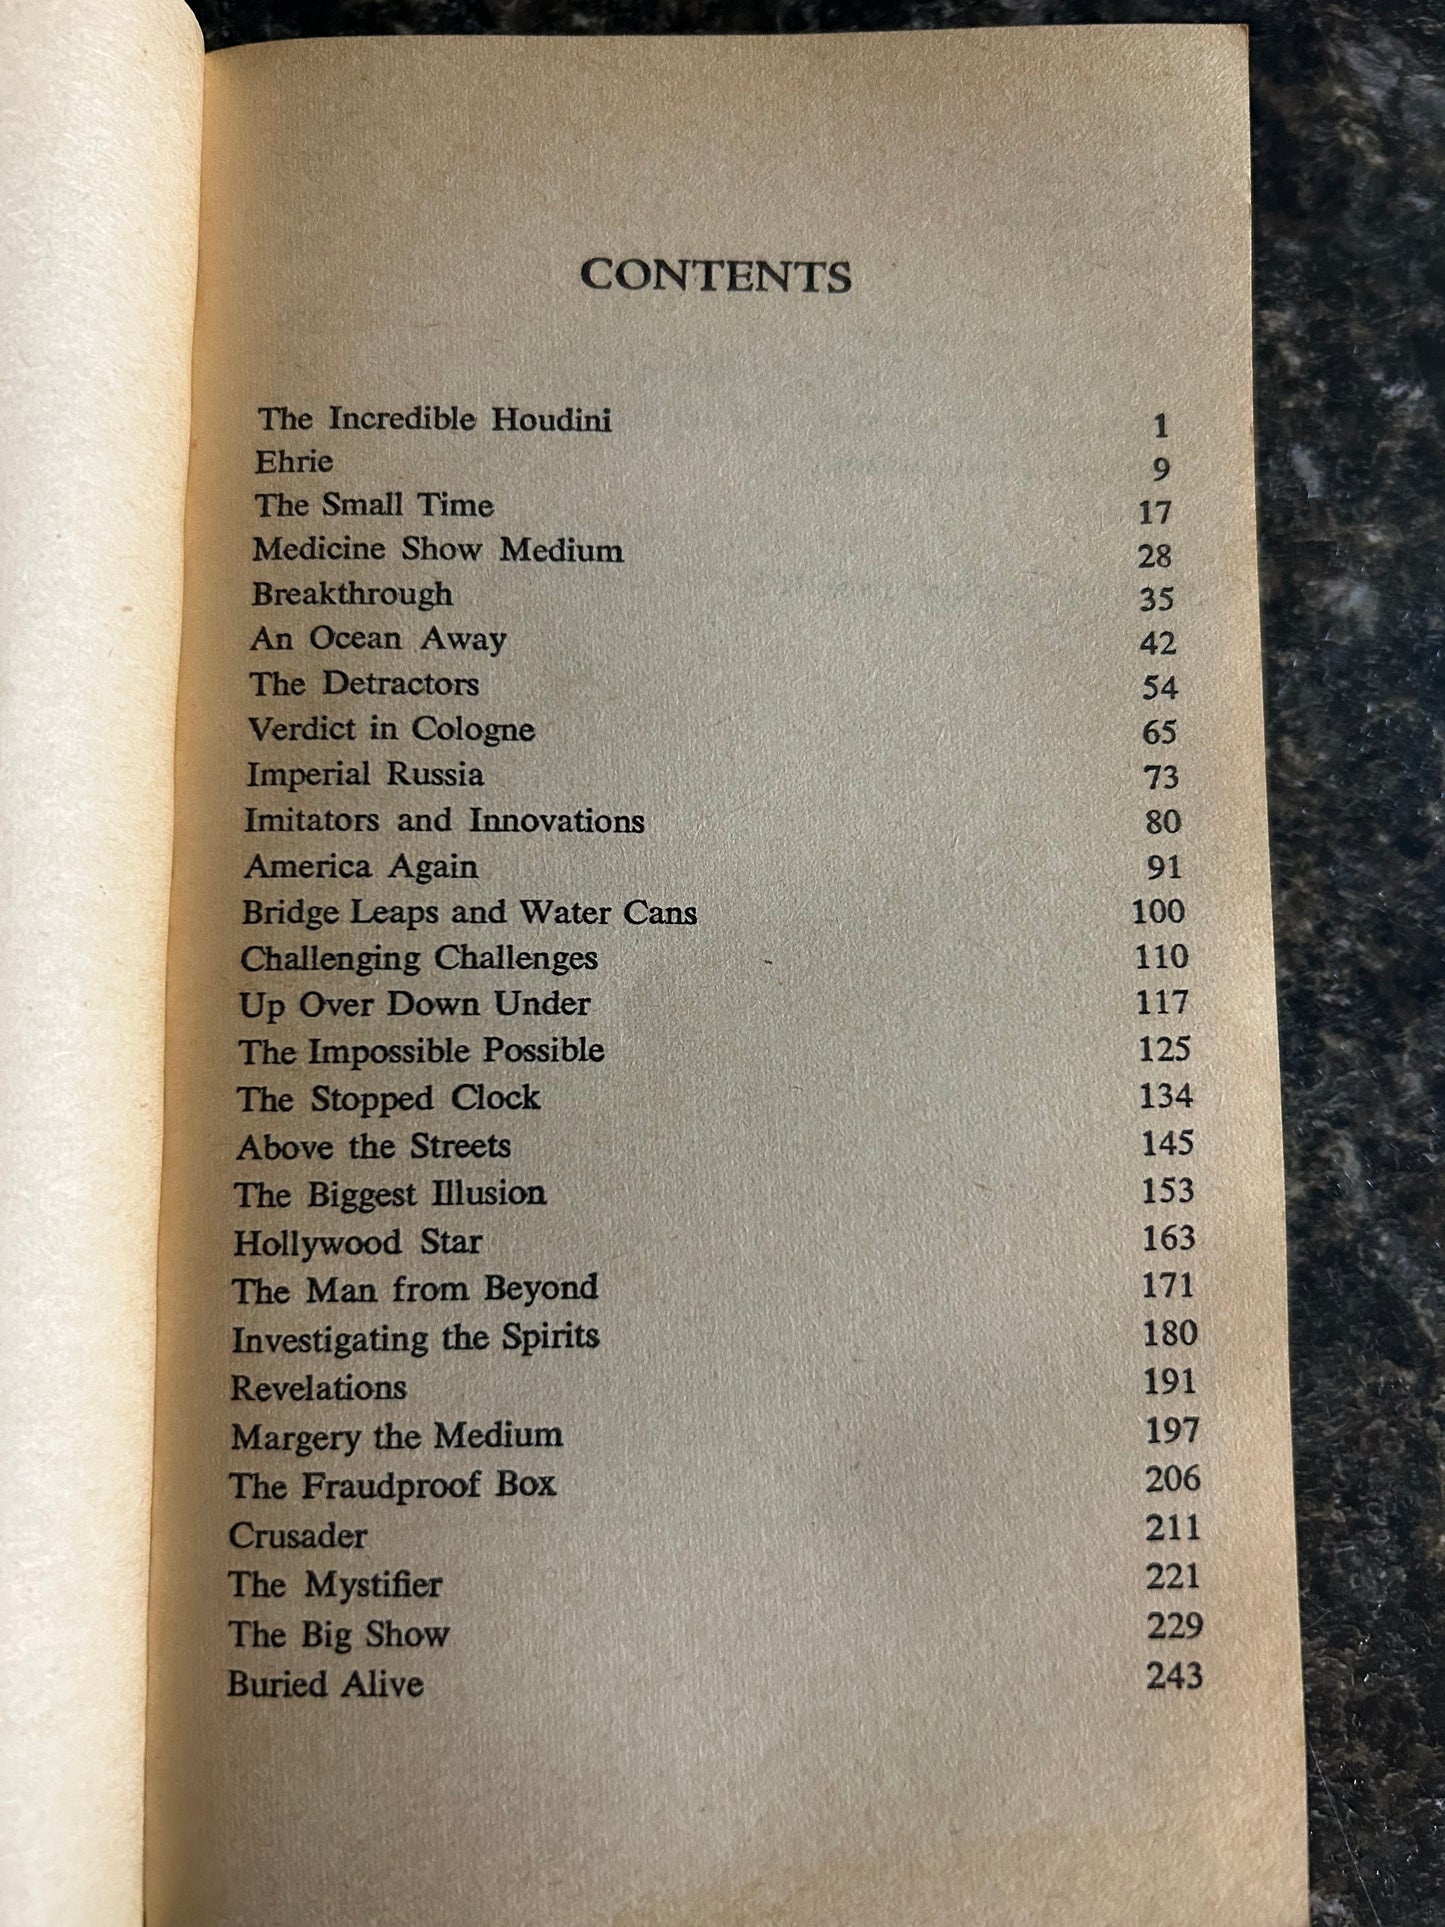 CONTENTS
The Incredible Houdini 1
Ehrie 9
The Small Time 17
Medicine Show Medium 28
Breakthrough 35
An Ocean Away 42
The Detractors 54
Verdict in Cologne 65
Imperial Russia 73
Imitators and Innovations 80
America Again 91
Bridge Leaps and Water Cans 100
Challenging Challenges 110
Up Over Down Under 117
The Impossible Possible 125
The Stopped Clock 134
Above the Streets 145
The Biggest Illusion 153
Hollywood Star 163
The Man from Beyond 171
Investigating the Spirits 180
Revelations 191
Margery the Medium 197
The Fraudproof Box 206
Crusader 211
The Mystifier 221
The Big Show 229
Buried Alive 243